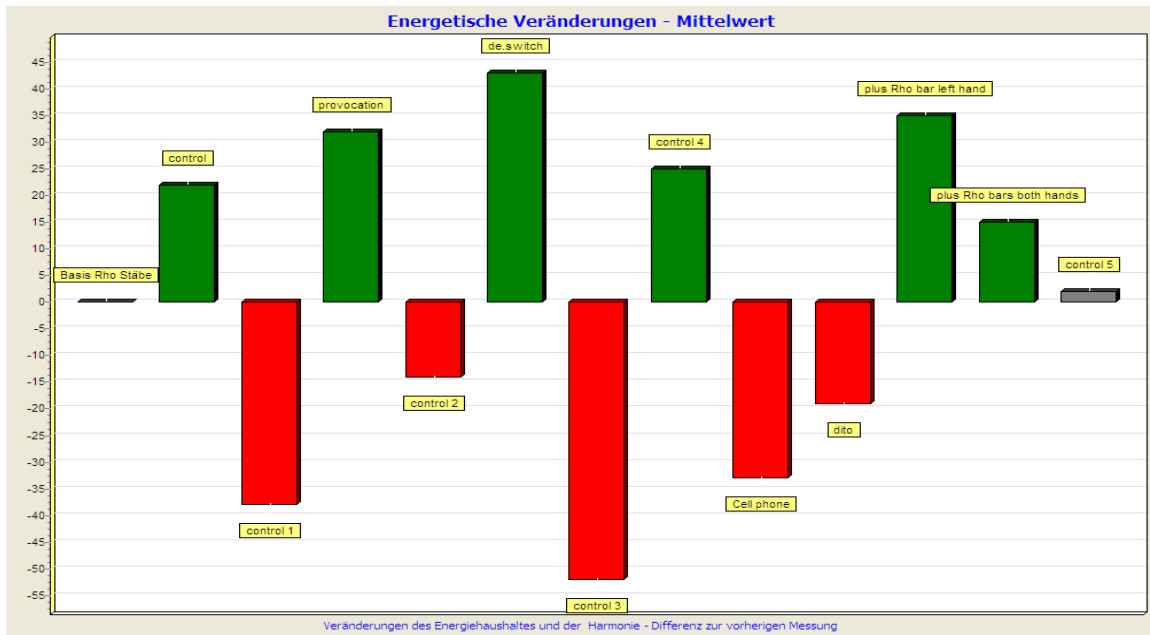 Energetische Veränderungen - Mittelwert
de.switch
45
plus Rho bar left hand
40
provocation
35
30
control 4
control
25
20
plus Rho bars both hands
15
10
control 5
Basis Rho Stäbe
5
0
-5
-10
-15
control 2
-20
dito
-25
-30
-35
Cell phone
-40
control 1
-45
-50
-55
control 3
Veränderungen des Energiehaushaltes und der Harmonie - Differenz zur vorherigen Messung